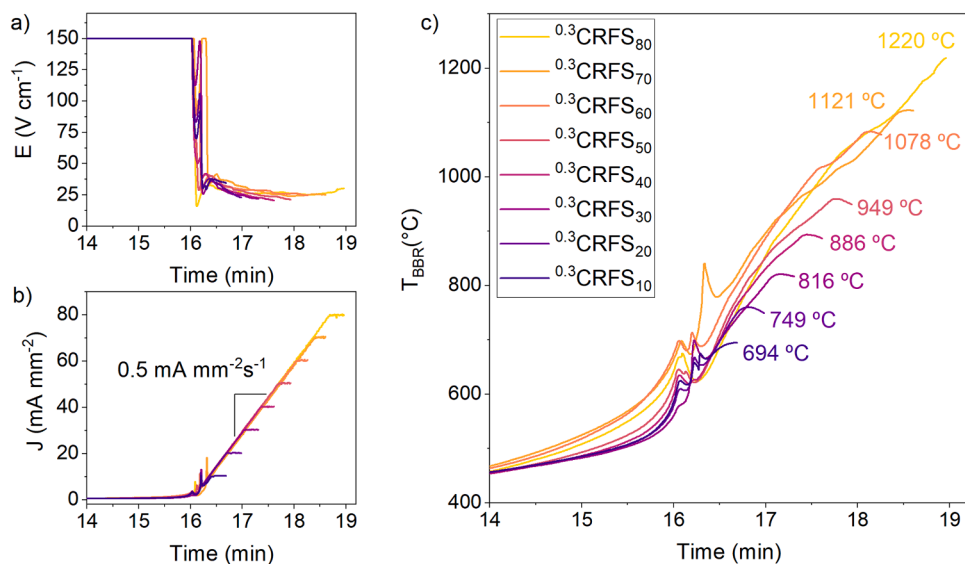 a)
150
125
100
75
50
25
0
E (V cm⁻¹)
14 15 16 17 18 19
Time (min)
b)
80
60
40
20
0
J (mA mm⁻²)
0.5 mA mm⁻²s⁻¹
14 15 16 17 18 19
Time (min)
c)
1200
1000
800
600
400
T_BBR(°C)
⁰·³CRFS₈₀
⁰·³CRFS₇₀
⁰·³CRFS₆₀
⁰·³CRFS₅₀
⁰·³CRFS₄₀
⁰·³CRFS₃₀
⁰·³CRFS₂₀
⁰·³CRFS₁₀
1220 ºC
1121 ºC
1078 ºC
949 ºC
886 ºC
816 ºC
749 ºC
694 ºC
14 15 16 17 18 19
Time (min)